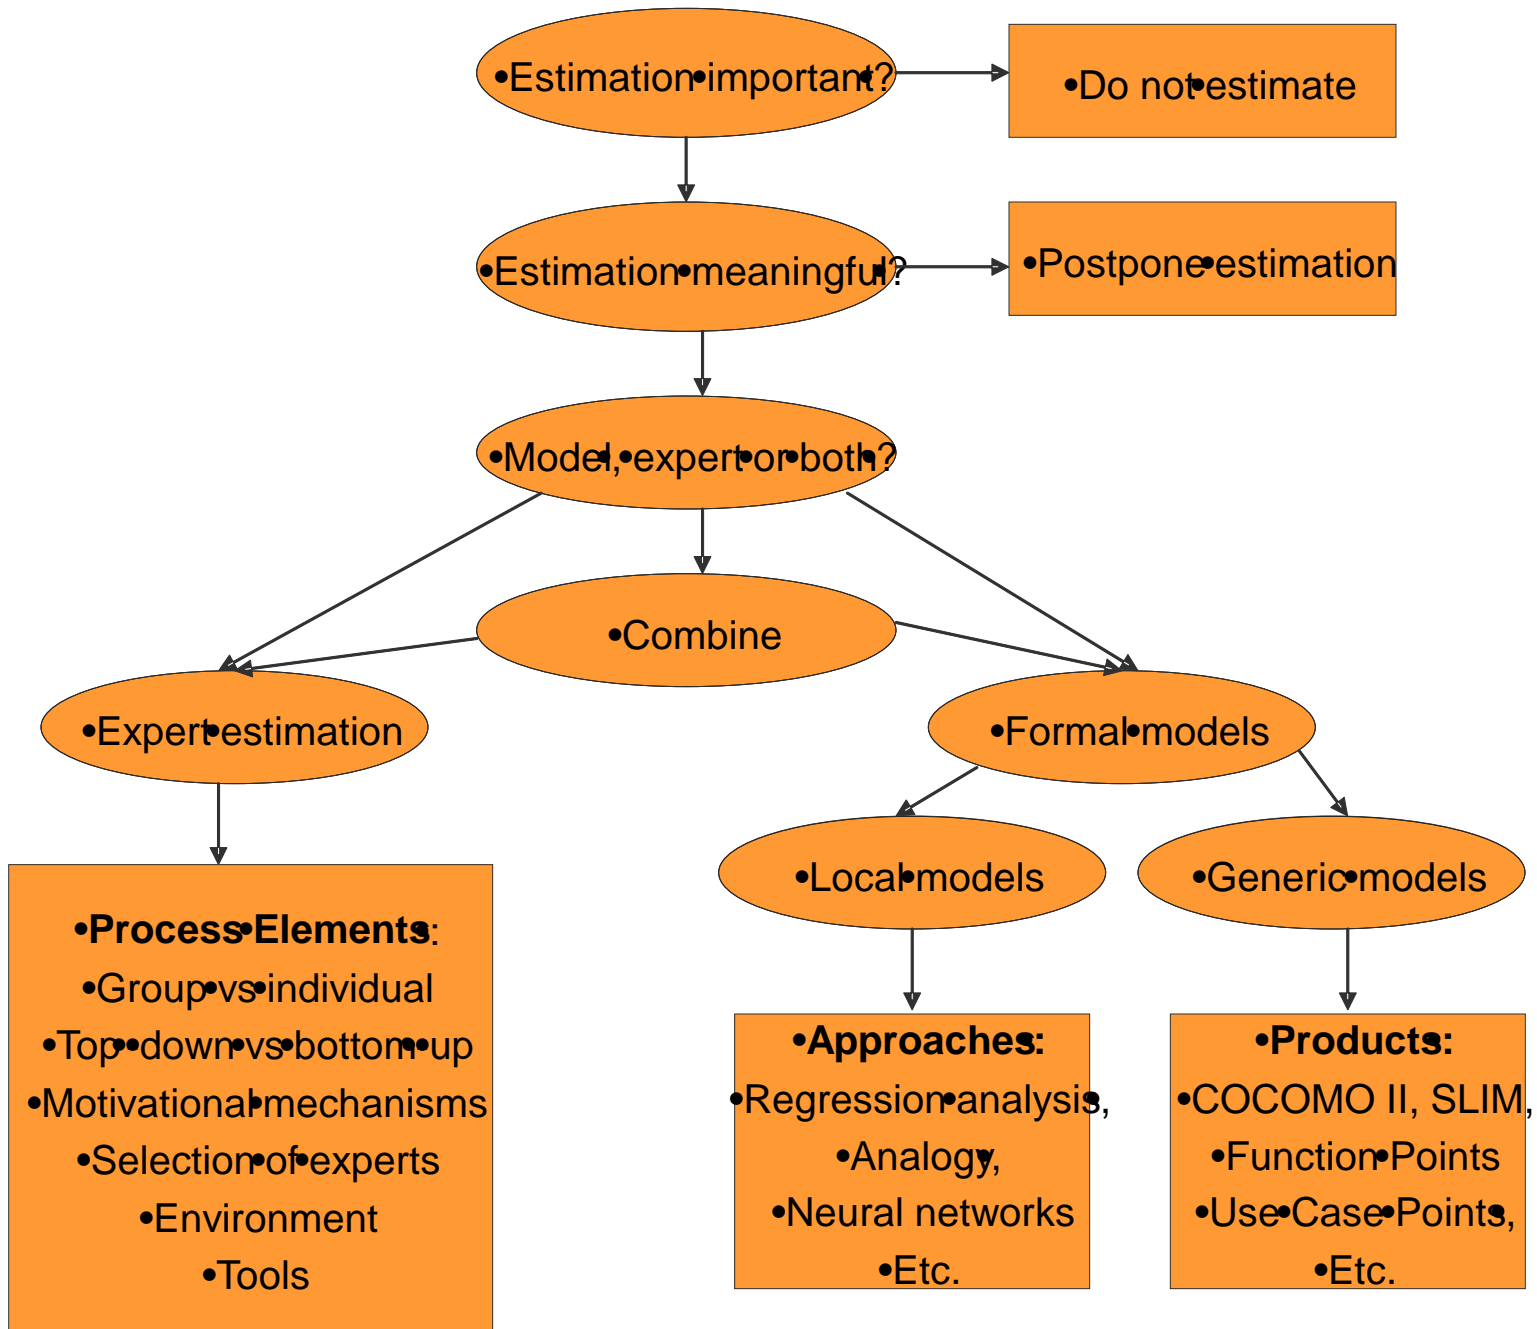 •Estimation•important•?
•Do not•estimate
•Estimation•meaningful•?
•Postpone•estimation
•Model•,•expert•or•both•?
•Combine
•Expert•estimation
•Formal•models
•Local•models
•Generic•models
•Process•Elements•:
•Group•vs•individual
•Top••down•vs•bottom••up
•Motivational•mechanisms
•Selection•of•experts
•Environment
•Tools
•Approaches•:
•Regression•analysis•,
•Analogy•,
•Neural networks
•Etc.
•Products•:
•COCOMO II, SLIM,
•Function•Points
•Use•Case•Points•,
•Etc.